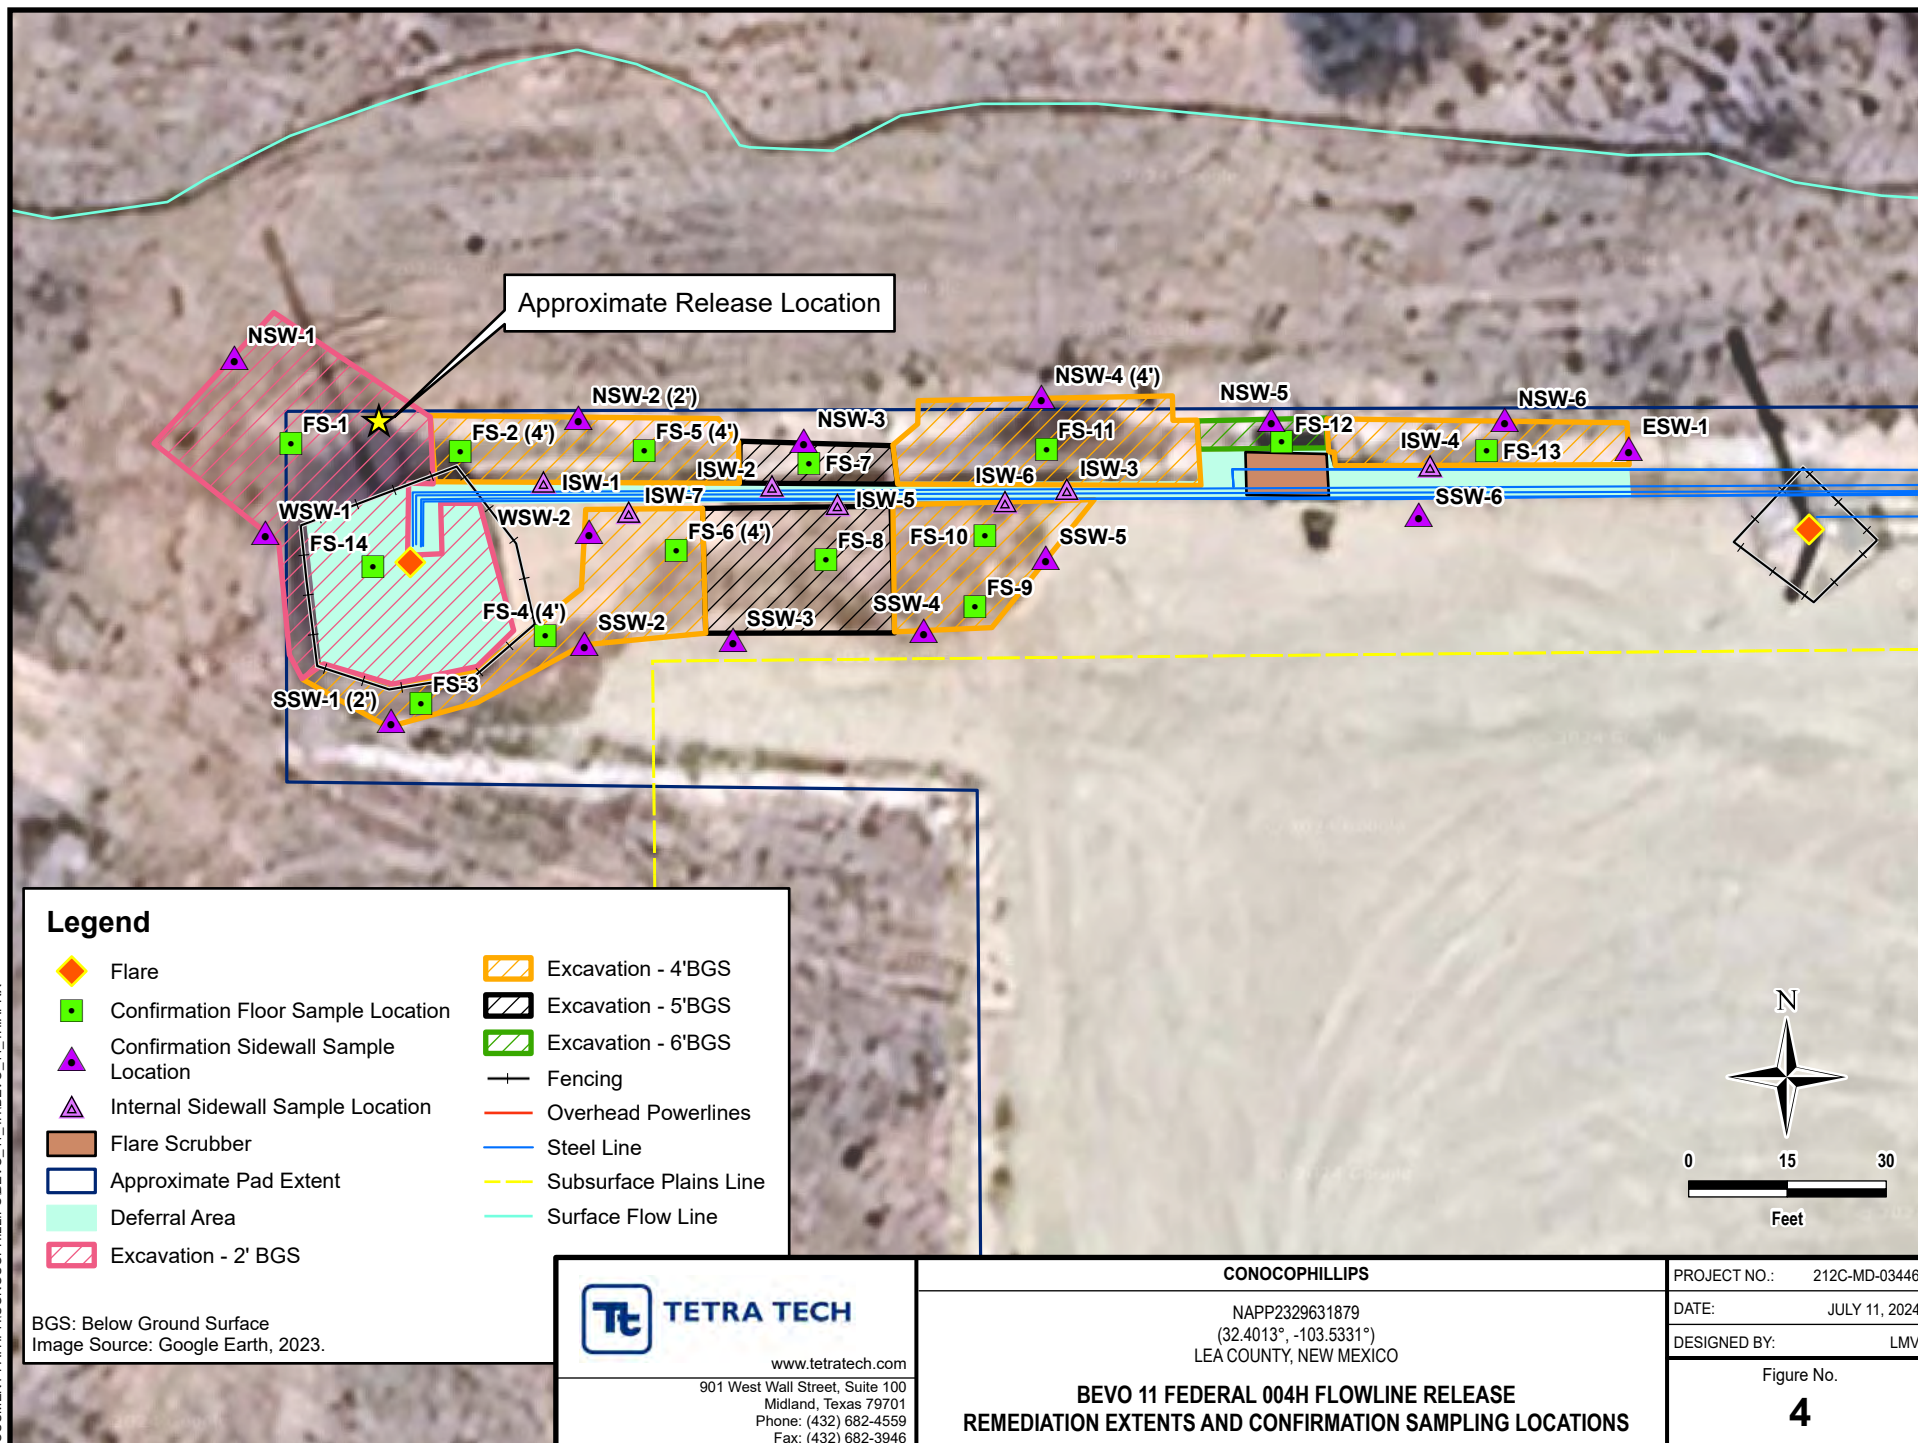 Approximate Release Location
NSW-1
NSW-2 (2')
NSW-3
NSW-4 (4')
NSW-5
NSW-6
ESW-1
FS-1
FS-2 (4')
FS-5 (4')
FS-7
FS-11
FS-12
ISW-4
FS-13
ISW-1
ISW-2
ISW-7
ISW-5
ISW-6
ISW-3
SSW-6
WSW-1
WSW-2
FS-14
FS-6 (4')
FS-8
FS-10
SSW-5
FS-9
FS-4 (4')
SSW-2
SSW-3
SSW-4
SSW-1 (2')
FS-3
Legend
Flare
Confirmation Floor Sample Location
Confirmation Sidewall Sample
Location
Internal Sidewall Sample Location
Flare Scrubber
Approximate Pad Extent
Deferral Area
Excavation - 2' BGS
Excavation - 4'BGS
Excavation - 5'BGS
Excavation - 6'BGS
Fencing
Overhead Powerlines
Steel Line
Subsurface Plains Line
Surface Flow Line
BGS: Below Ground Surface
Image Source: Google Earth, 2023.
N
0 15 30
Feet
Tt TETRA TECH
www.tetratech.com
901 West Wall Street, Suite 100
Midland, Texas 79701
Phone: (432) 682-4559
Fax: (432) 682-3946
CONOCOPHILLIPS
NAPP2329631879
(32.4013°, -103.5331°)
LEA COUNTY, NEW MEXICO
BEVO 11 FEDERAL 004H FLOWLINE RELEASE
REMEDIATION EXTENTS AND CONFIRMATION SAMPLING LOCATIONS
PROJECT NO.: 212C-MD-03446
DATE: JULY 11, 2024
DESIGNED BY: LMV
Figure No.
4